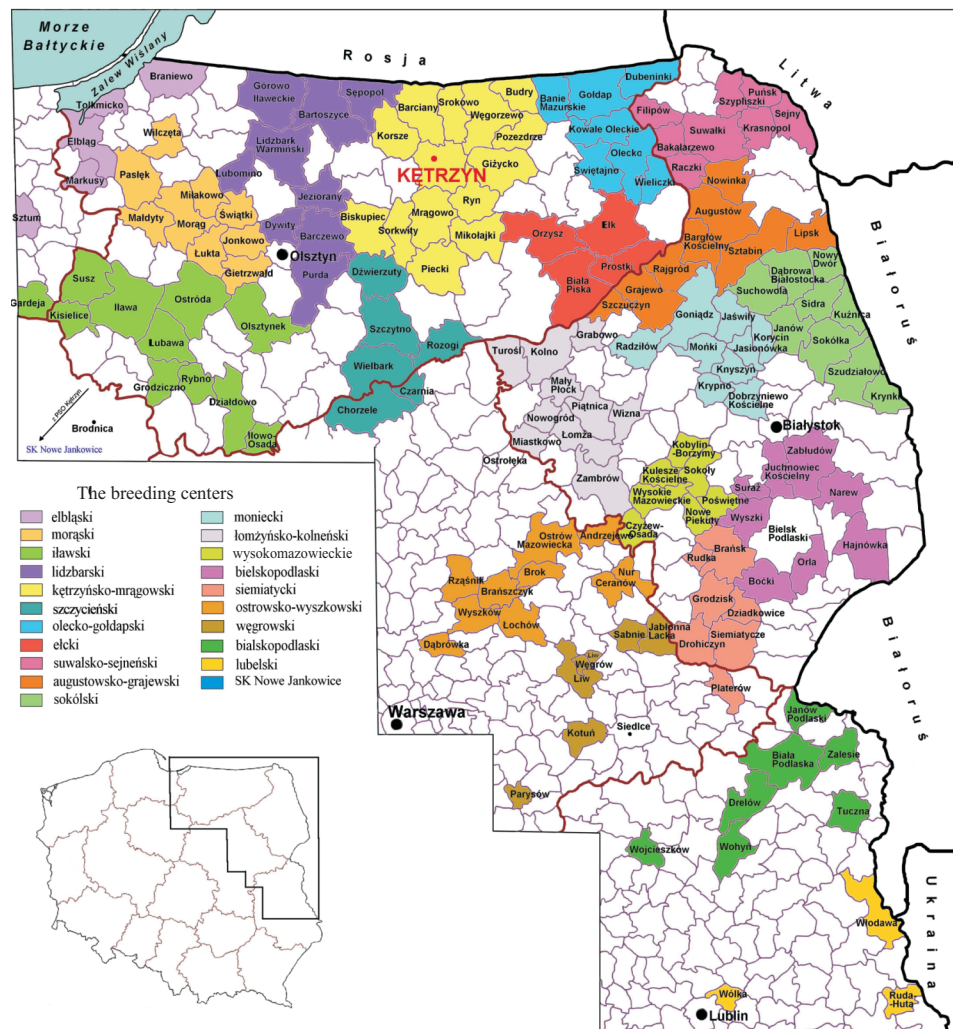 Morze
Bałtyckie
Zalew Wiślany
Rosja
Litwa
Białoruś
Białoruś
Ukraina
Braniewo
Tolkmicko
Elbląg
Markusy
Sztum
Wilczęta
Pasłęk
Miłakowo
Małdyty
Morąg
Świątki
Jonkowo
Łukta
Gietrzwałd
Górowo
Iławeckie
Sępopol
Bartoszyce
Lidzbark
Warmiński
Lubomino
Jeziorany
Dywity
Barczewo
Olsztyn
Purda
Barciany
Srokowo
Budry
Węgorzewo
Korsze
Pozezdrze
KĘTRZYN
Giżycko
Ryn
Mrągowo
Biskupiec
Sorkwity
Mikołajki
Piecki
Banie
Mazurskie
Gołdap
Dubeninki
Kowale Oleckie
Olecko
Świętajno
Wieliczki
Filipów
Puńsk
Szypliszki
Sejny
Suwałki
Krasnopol
Bakałarzewo
Raczki
Nowinka
Augustów
Bargłów
Kościelny
Sztabin
Lipsk
Rajgród
Grajewo
Szczuczyn
Orzysz
Ełk
Prostk
Biała
Piska
Gardeja
Susz
Kisielice
Iława
Ostróda
Olsztynek
Lubawa
Rybno
Grodziczno
Działdowo
Iłowo-
Osada
Dźwierzuty
Szczytno
Rozogi
Wielbark
Czarnia
Chorzele
z PSO Kętrzyn
Brodnica
SK Nowe Jankowice
Nowy
Dwór
Dąbrowa
Białostocka
Suchowola
Sidra
Kuźnica
Janów
Sokółka
Szudziałowo
Krynki
Goniądz
Jaświły
Korycin
Radziłów
Mońki
Jasionówka
Knyszyn
Krypno
Dobrzyniewo
Kościelne
Grabowo
Turośl
Kolno
Mały
Płock
Piątnica
Wizna
Nowogród
Łomża
Miastkowo
Ostrołęka
Zambrów
Białystok
Kobylin-
-Borzymy
Kulesze
Kościelne
Sokoły
Wysokie
Mazowieckie
Poświętne
Nowe
Piekuty
Czyżew-
Osada
Zabłudów
Juchnowiec
Kościelny
Suraż
Narew
Wyszki
Bielsk
Podlaski
Hajnówka
Orla
Boćki
Brańsk
Rudka
Grodzisk
Dziadkowice
Siemiatycze
Drohiczyn
Platerów
Ostrów
Mazowiecka
Andrzejewo
Brok
Nur
Ceranów
Rząśnik
Brańszczyk
Wyszków
Łochów
Dąbrówka
Sabnie
Jabłonna
Lacka
Liw
Węgrów
Liw
Kotuń
Siedlce
Parysów
Warszawa
Janów
Podlaski
Biała
Podlaska
Zalesie
Drelów
Tuczna
Wojcieszków
Wohyń
Włodawa
Wólka
Ruda-
-Huta
Lublin
The breeding centers
elbląski
morąski
iławski
lidzbarski
kętrzyńsko-mrągowski
szczycieński
olecko-gołdapski
ełcki
suwalsko-sejneński
augustowsko-grajewski
sokólski
moniecki
łomżyńsko-kolneński
wysokomazowieckie
bielskopodlaski
siemiatycki
ostrowsko-wyszkowski
węgrowski
bialskopodlaski
lubelski
SK Nowe Jankowice